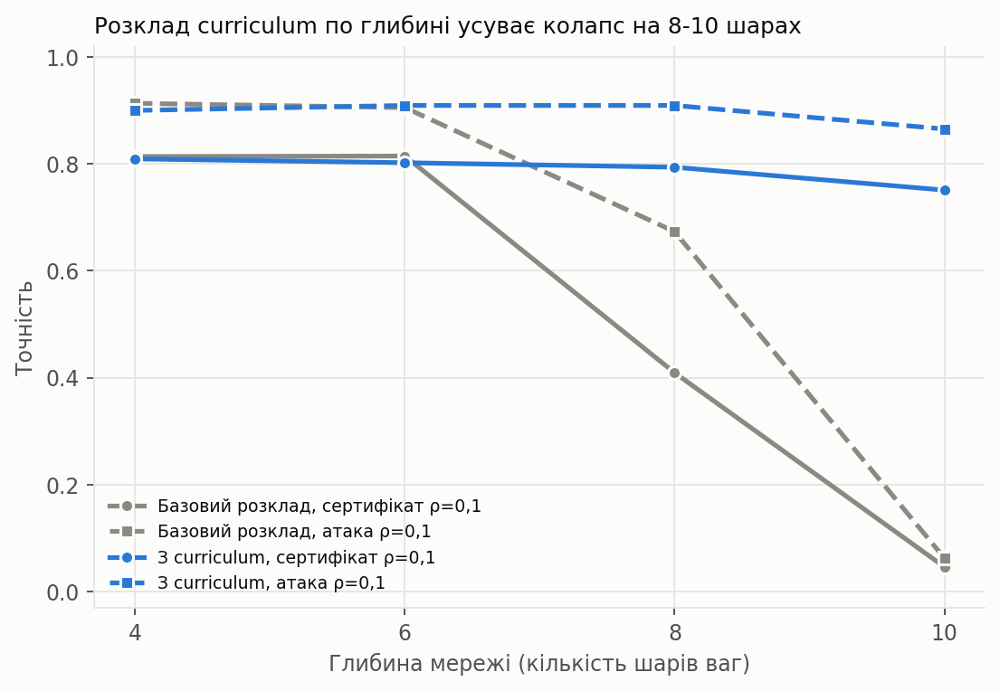 Розклад curriculum по глибині усуває колапс на 8-10 шарах
1.0
0.8
0.6
0.4
0.2
0.0
Точність
Базовий розклад, сертифікат ρ=0,1
Базовий розклад, атака ρ=0,1
З curriculum, сертифікат ρ=0,1
З curriculum, атака ρ=0,1
4 6 8 10
Глибина мережі (кількість шарів ваг)